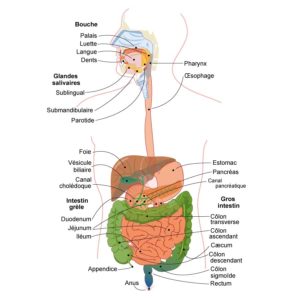 Bouche
Palais
Luette
Langue
Dents
Glandes
salivaires
Sublingual
Submandibulaire
Parotide
Pharynx
Œsophage
Foie
Vésicule
biliaire
Canal
cholédoque
Intestin
grêle
Duodenum
Jéjunum
Iléum
Appendice
Anus
Estomac
Pancréas
Canal
pancréatique
Gros
intestin
Côlon
transverse
Côlon
ascendant
Cæcum
Côlon
descendant
Côlon
sigmoïde
Rectum